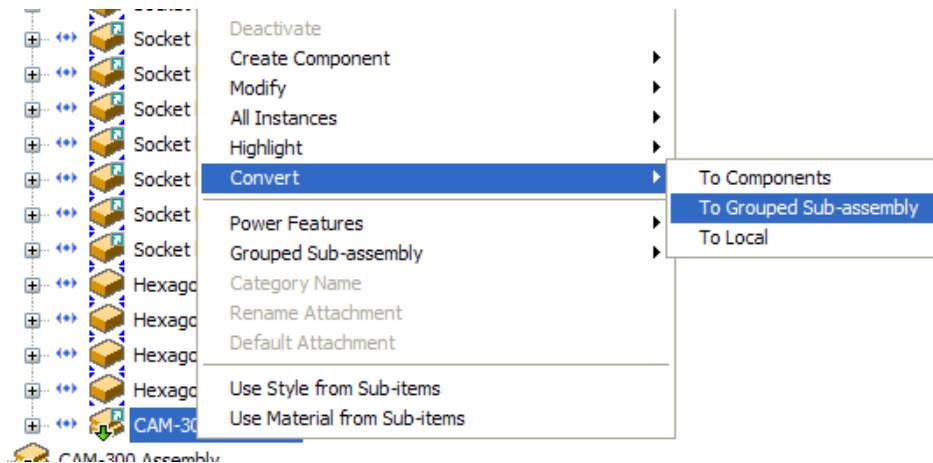 Socket
Deactivate
Socket
Create Component
Socket
Modify
Socket
All Instances
Socket
Highlight
Socket
Convert
To Components
Socket
Power Features
To Grouped Sub-assembly
Socket
Grouped Sub-assembly
To Local
Hexago
Category Name
Hexago
Rename Attachment
Hexago
Default Attachment
Hexago
Use Style from Sub-items
CAM-30
Use Material from Sub-items
CAM-300 Assembly